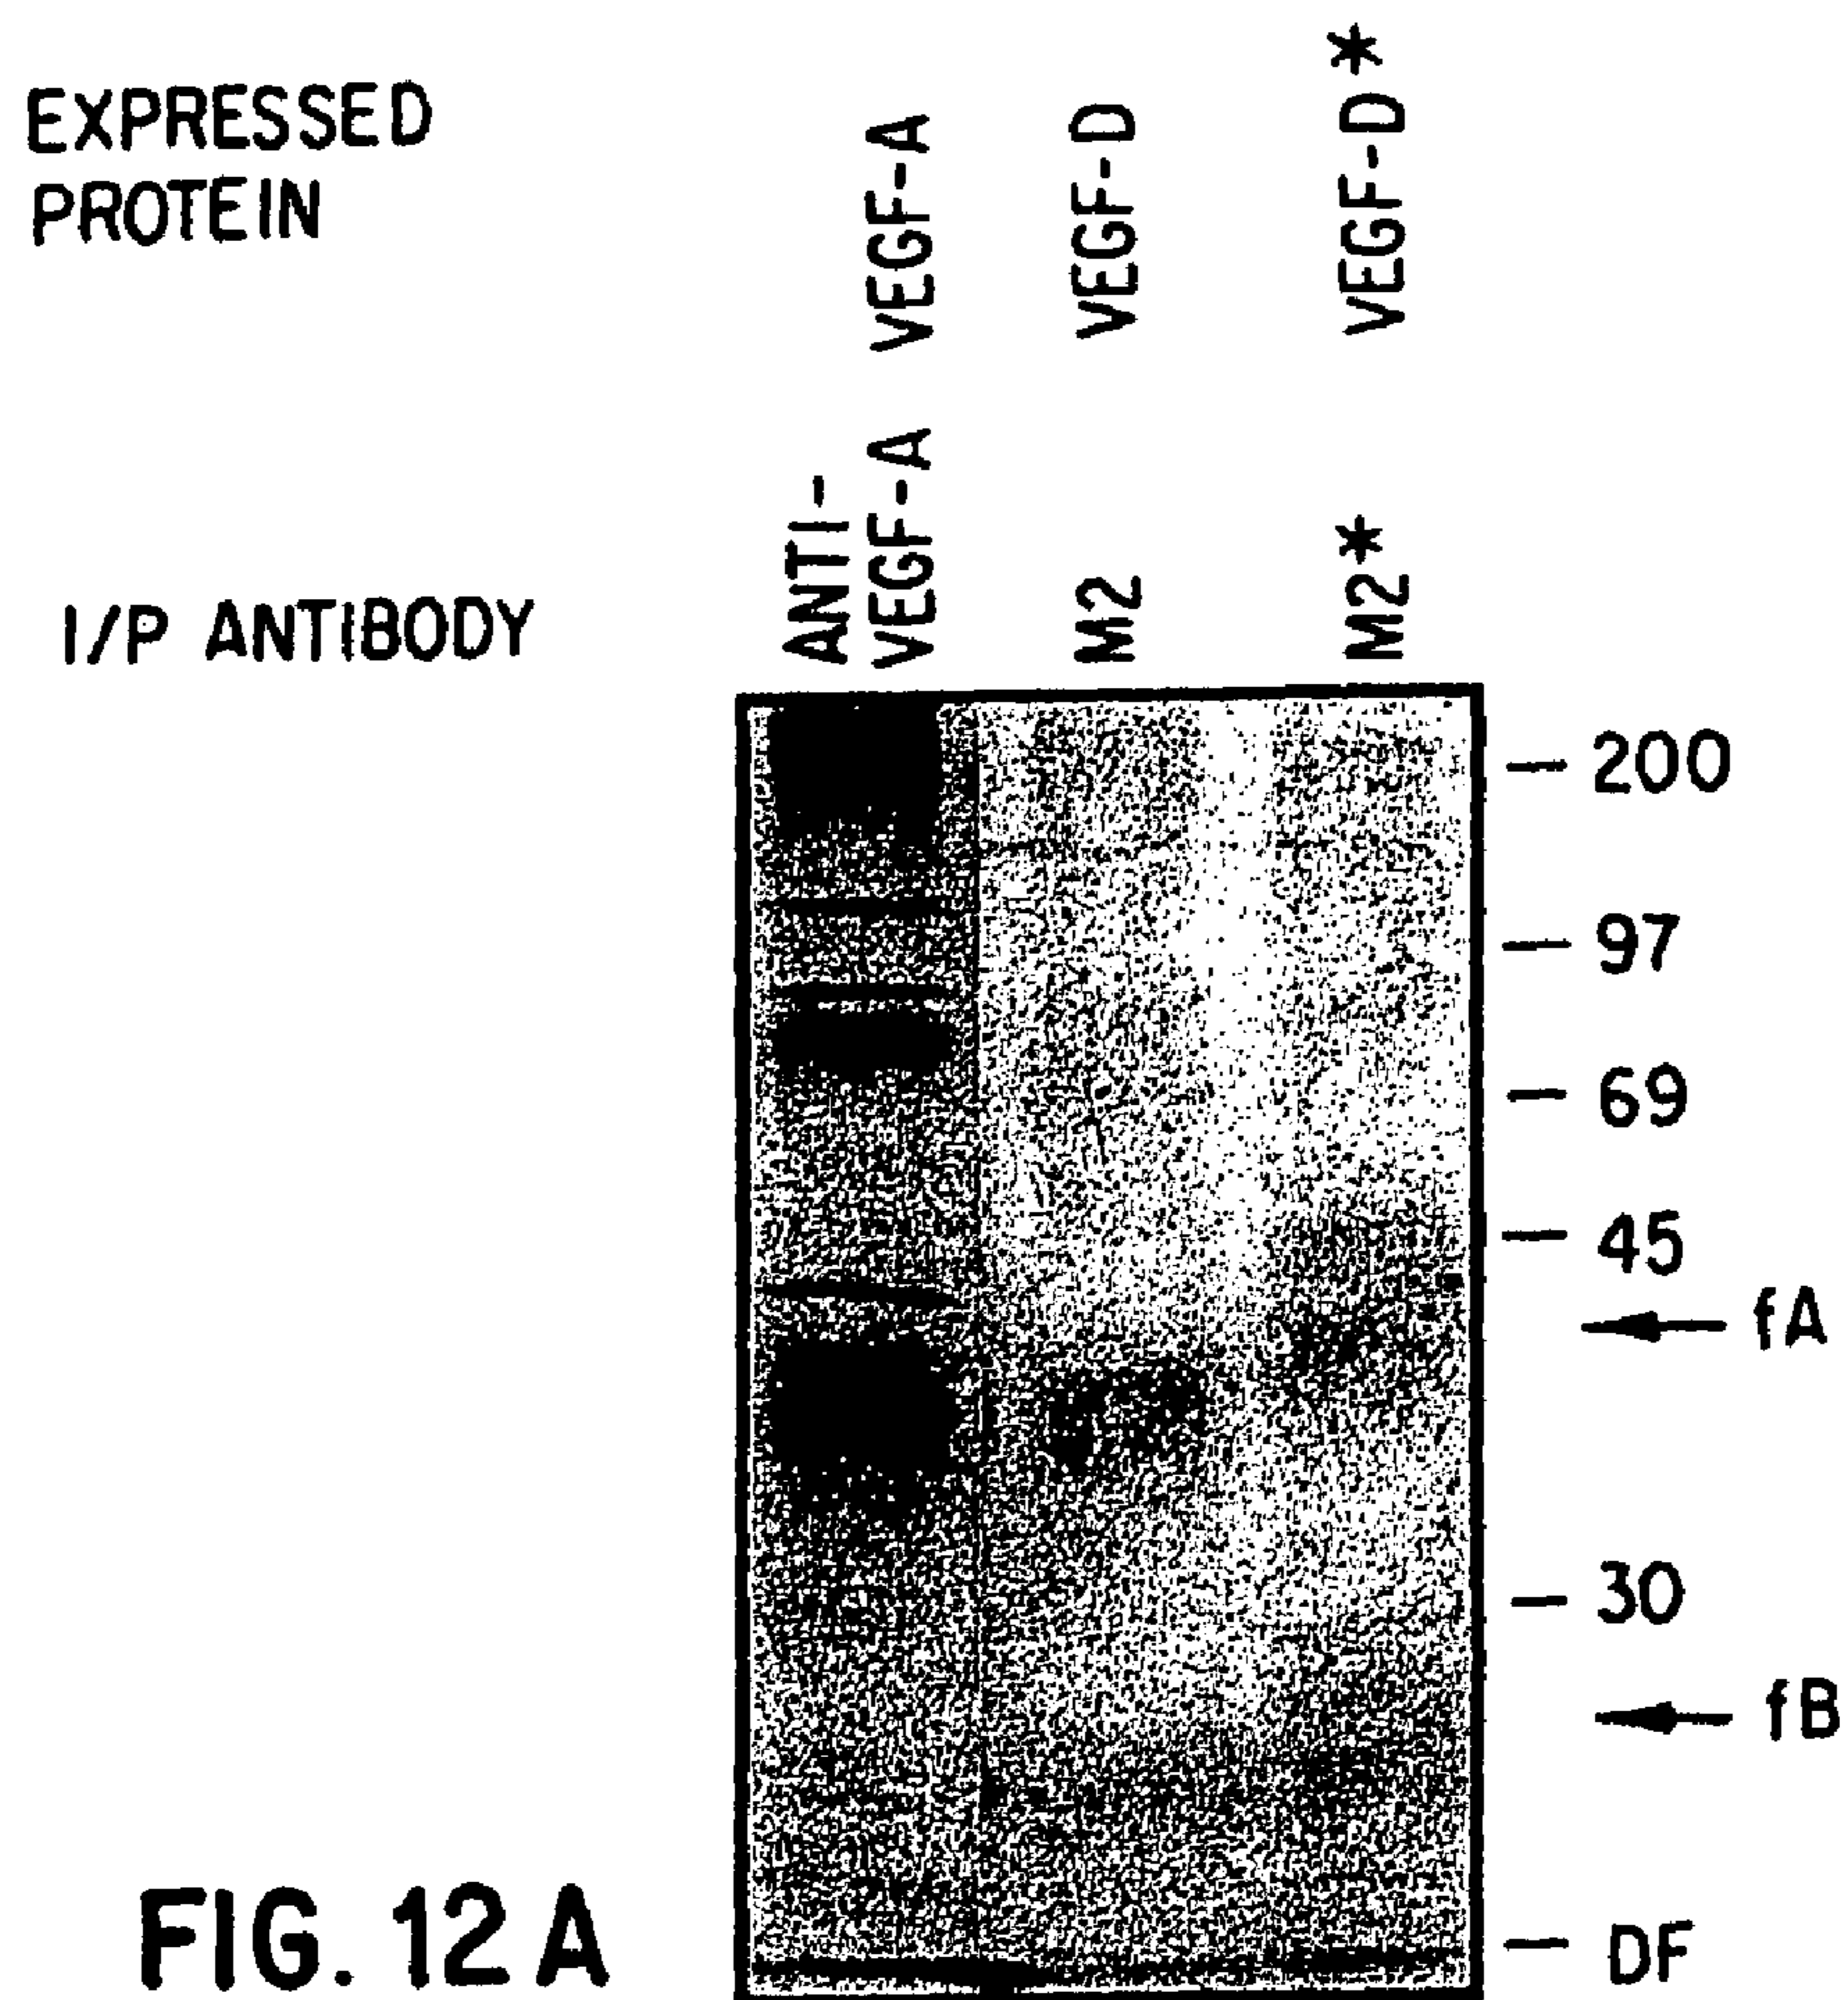 EXPRESSED
PROTEIN
VEGF-A
VEGF-D
VEGF-D*
I/P ANTIBODY
ANTI-
VEGF-A
M2
M2*
200
97
69
45
fA
30
fB
DF
FIG. 12A